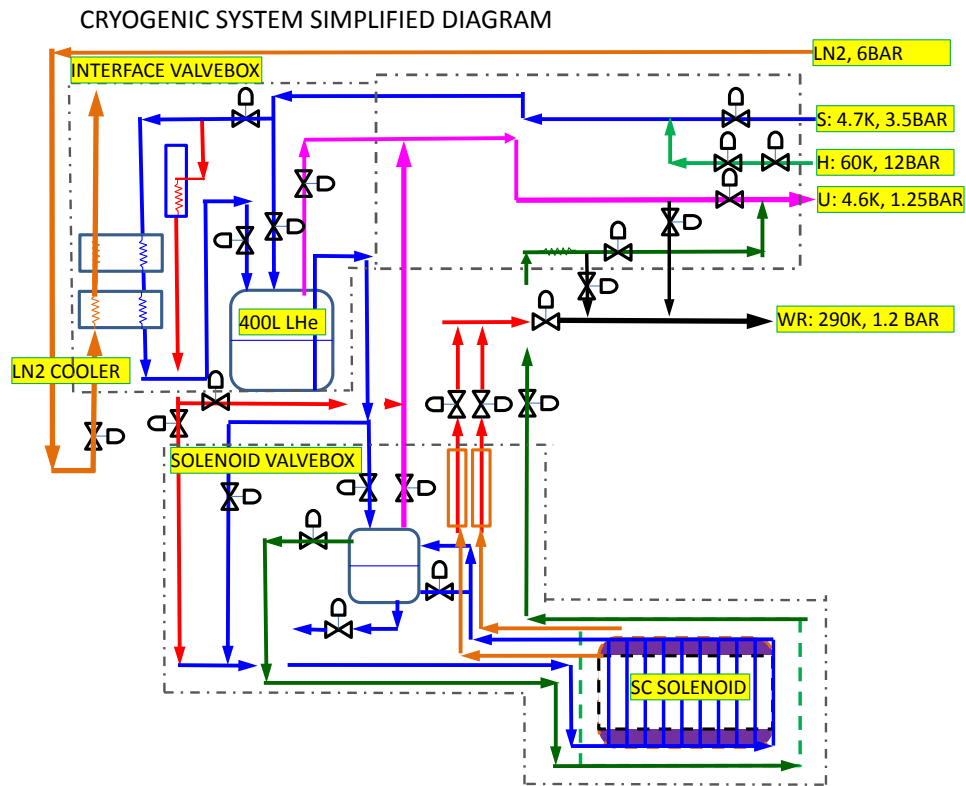 CRYOGENIC SYSTEM SIMPLIFIED DIAGRAM
LN2, 6BAR
INTERFACE VALVEBOX
S: 4.7K, 3.5BAR
H: 60K, 12BAR
U: 4.6K, 1.25BAR
400L LHe
WR: 290K, 1.2 BAR
LN2 COOLER
SOLENOID VALVEBOX
SC SOLENOID